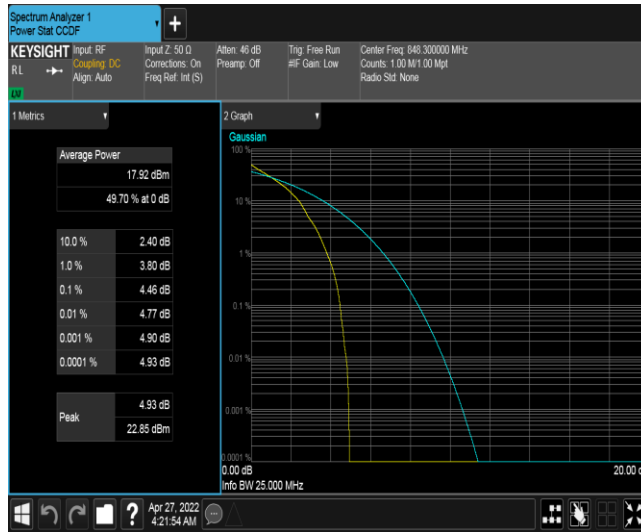 Spectrum Analyzer 1
Power Stat CCDF
+
KEYSIGHT
RL
LXI
Input: RF
Coupling: DC
Align: Auto
Input Z: 50 Ω
Corrections: On
Freq Ref: Int (S)
Atten: 46 dB
Preamp: Off
Trig: Free Run
#IF Gain: Low
Center Freq: 848.300000 MHz
Counts: 1.00 M/1.00 Mpt
Radio Std: None
1 Metrics
Average Power
17.92 dBm
49.70 % at 0 dB
10.0 % 2.40 dB
1.0 % 3.80 dB
0.1 % 4.46 dB
0.01 % 4.77 dB
0.001 % 4.90 dB
0.0001 % 4.93 dB
Peak
4.93 dB
22.85 dBm
2 Graph
Gaussian
100 %
10 %
1 %
0.1 %
0.01 %
0.001 %
0.0001 %
0.00 dB
20.00
Info BW 25.000 MHz
?
Apr 27, 2022
4:21:54 AM